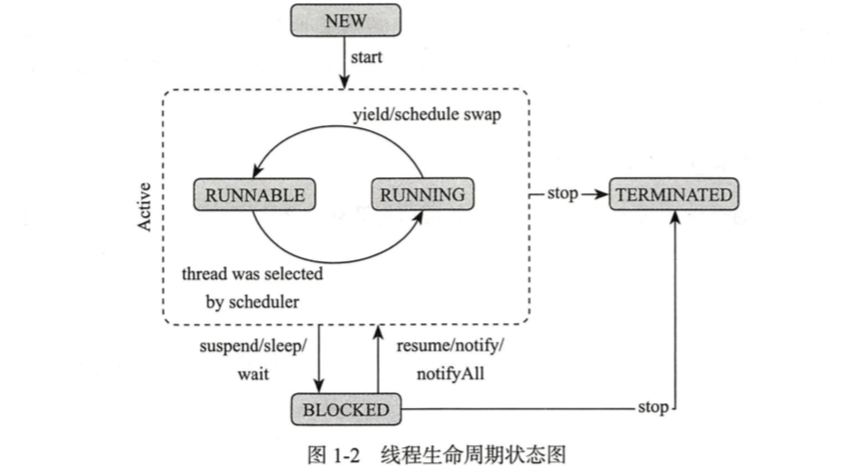 NEW
start
yield/schedule swap
RUNNABLE
RUNNING
Active
stop
TERMINATED
thread was selected
by scheduler
suspend/sleep/
wait
resume/notify/
notifyAll
BLOCKED
stop
图 1-2 线程生命周期状态图